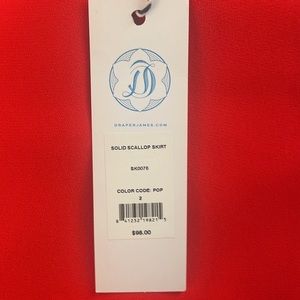 D
DRAPERJAMES.COM
SOLID SCALLOP SKIRT
SK0076
COLOR CODE: POP
2
$98.00